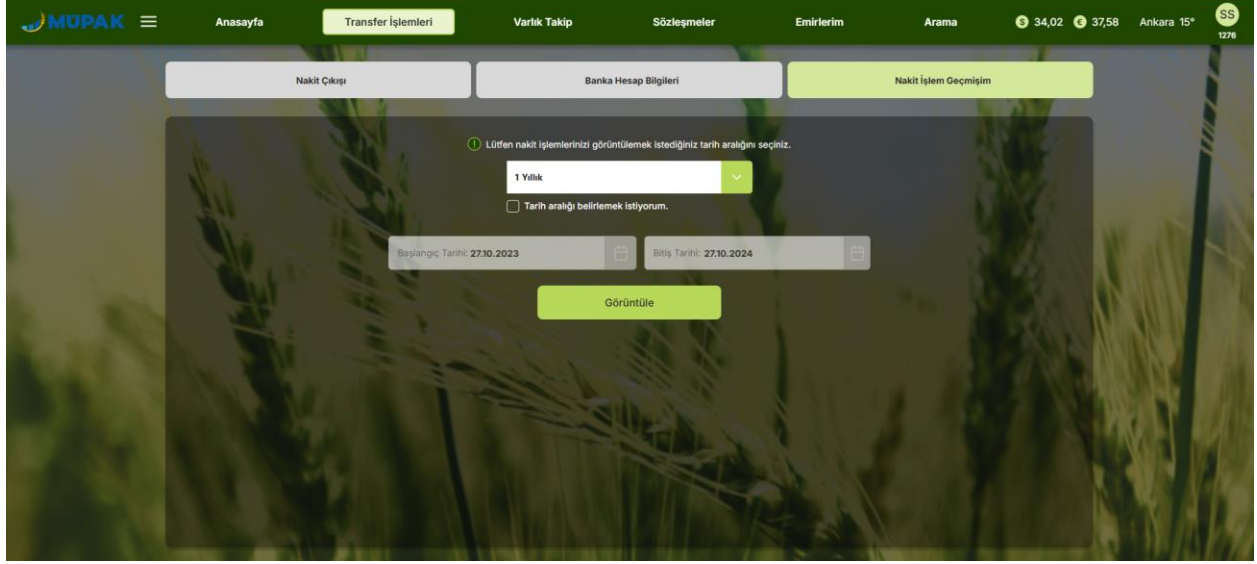 MÜPAK
Anasayfa
Transfer İşlemleri
Varlık Takip
Sözleşmeler
Emirlerim
Arama
$ 34,02
€ 37,58
Ankara 15°
SS
1276
Nakit Çıkışı
Banka Hesap Bilgileri
Nakit İşlem Geçmişim
Lütfen nakit işlemlerinizi görüntülemek istediğiniz tarih aralığını seçiniz.
1 Yıllık
Tarih aralığı belirlemek istiyorum.
Başlangıç Tarihi: 27.10.2023
Bitiş Tarihi: 27.10.2024
Görüntüle